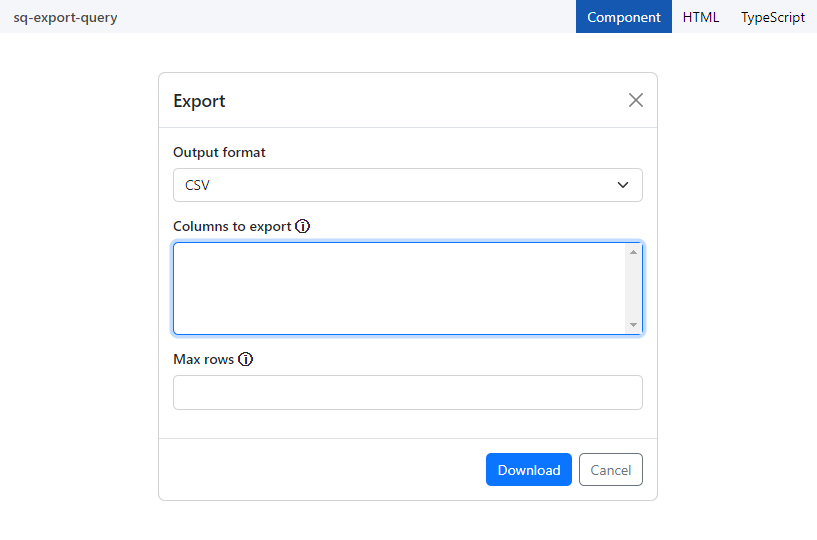 sq-export-query
Component HTML TypeScript
Export
Output format
CSV
Columns to export
Max rows
Download Cancel